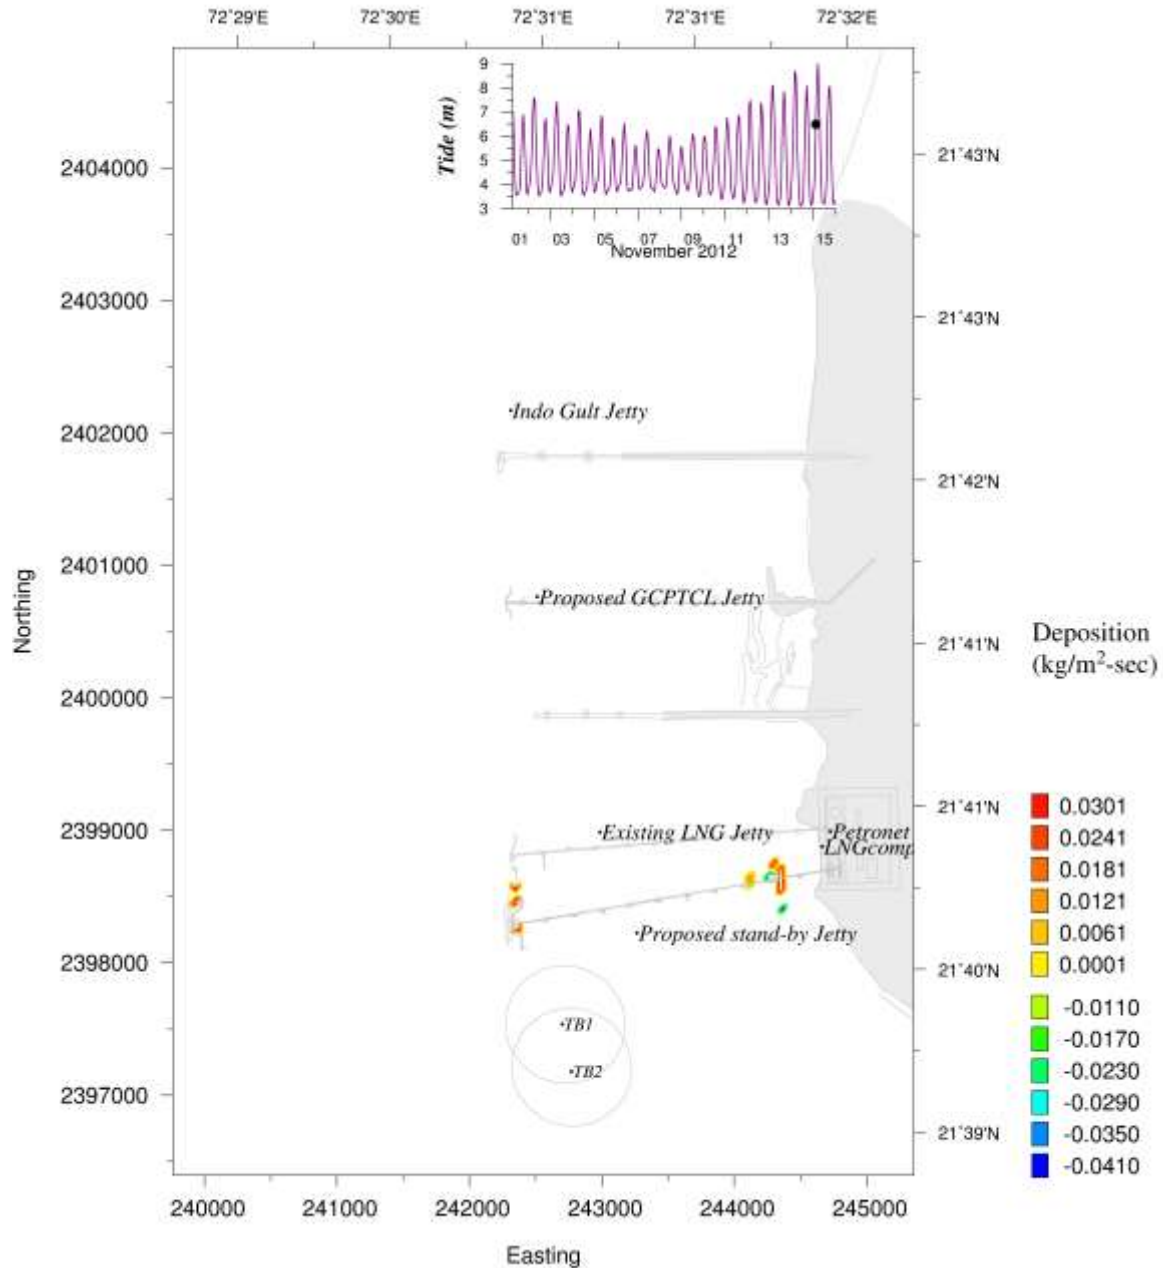 72˚29'E 72˚30'E 72˚31'E 72˚31'E 72˚32'E
9
8
7
6
5
4
3
Tide (m)
01 03 05 07 09 11 13 15
November 2012
2404000
2403000
2402000
2401000
2400000
2399000
2398000
2397000
Northing
21˚43'N
21˚43'N
21˚42'N
21˚41'N
21˚41'N
21˚40'N
21˚39'N
Indo Gult Jetty
Proposed GCPTCL Jetty
Existing LNG Jetty
Petronet
LNGcomp
Proposed stand-by Jetty
TB1
TB2
240000 241000 242000 243000 244000 245000
Easting
Deposition
(kg/m²-sec)
0.0301
0.0241
0.0181
0.0121
0.0061
0.0001
-0.0110
-0.0170
-0.0230
-0.0290
-0.0350
-0.0410